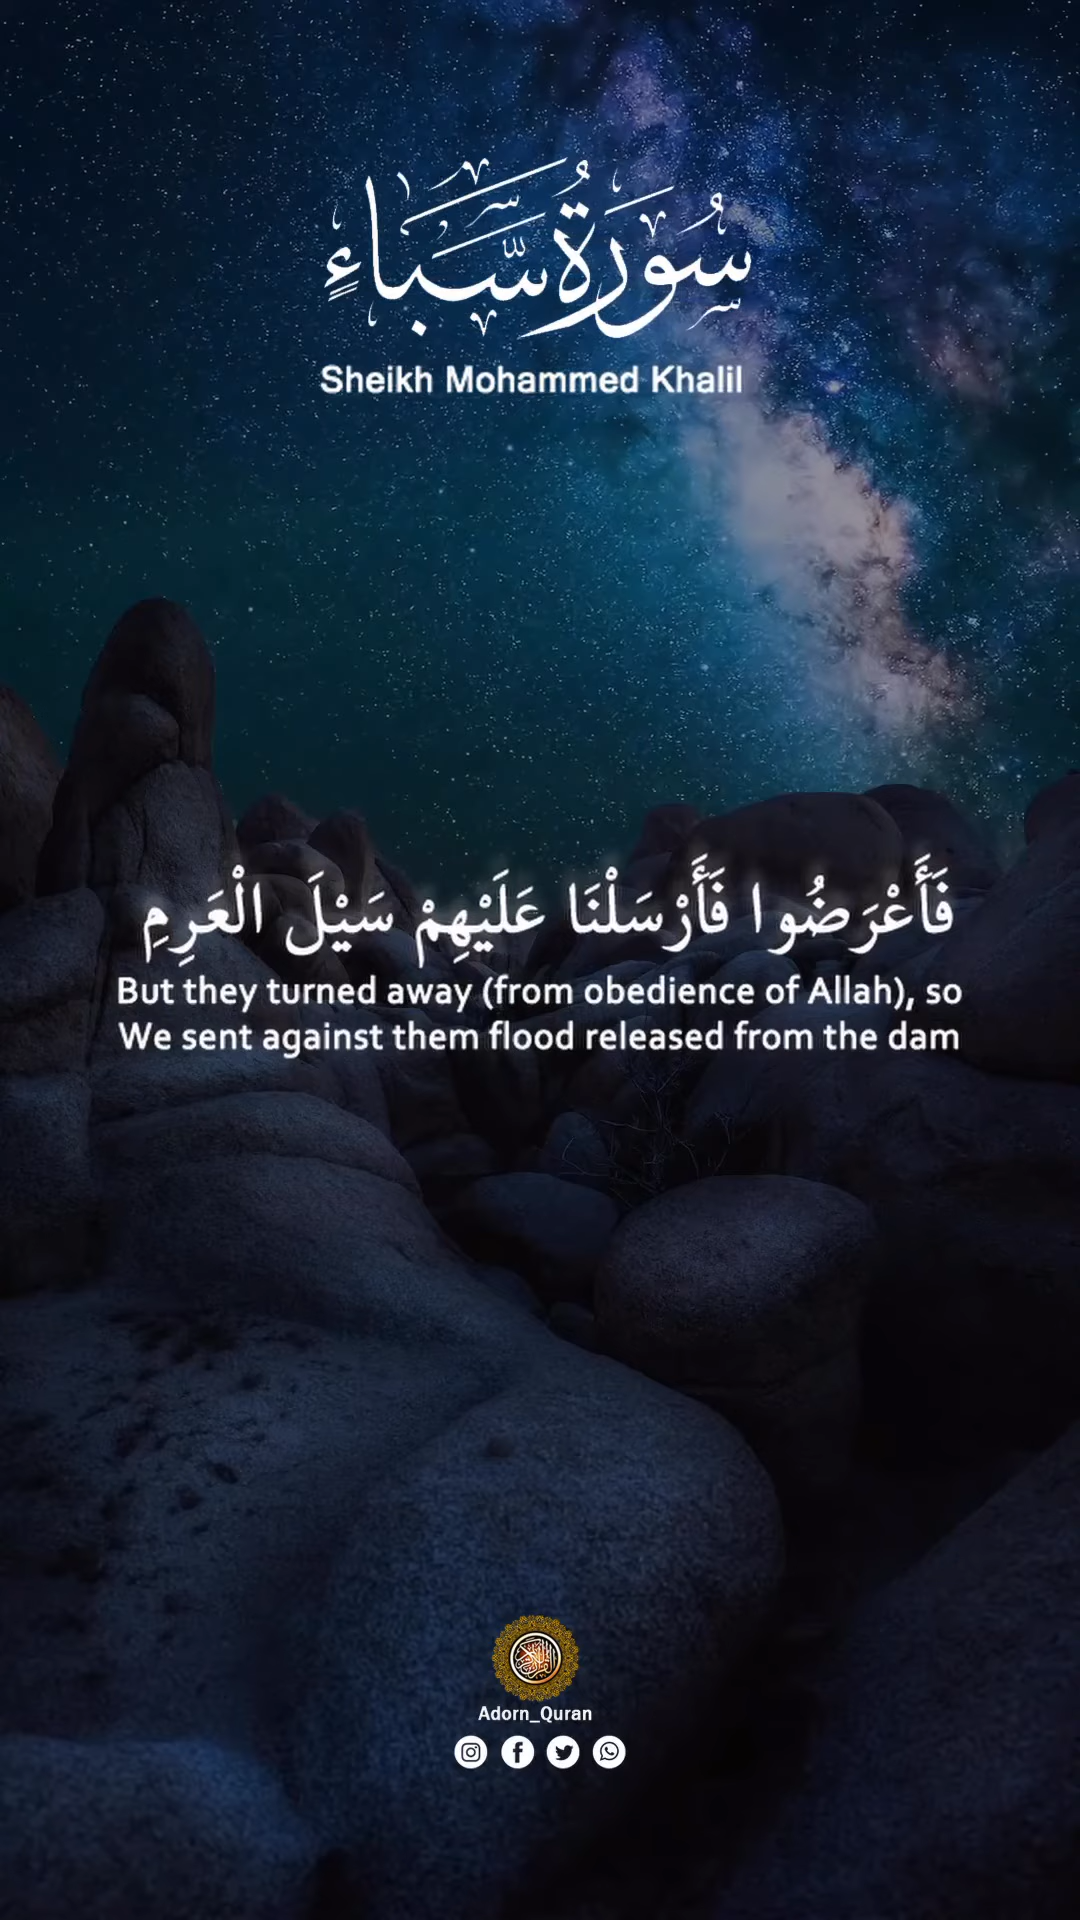 سُورَةُ سَبَإٍ
Sheikh Mohammed Khalil
فَأَعْرَضُوا فَأَرْسَلْنَا عَلَيْهِمْ سَيْلَ الْعَرِمِ
But they turned away (from obedience of Allah), so
We sent against them flood released from the dam
Adorn_Quran